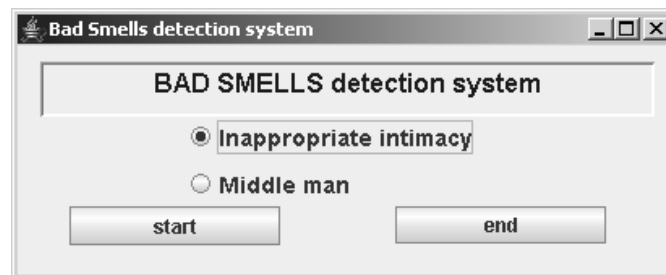 Bad Smells detection system
BAD SMELLS detection system
Inappropriate intimacy
Middle man
start end